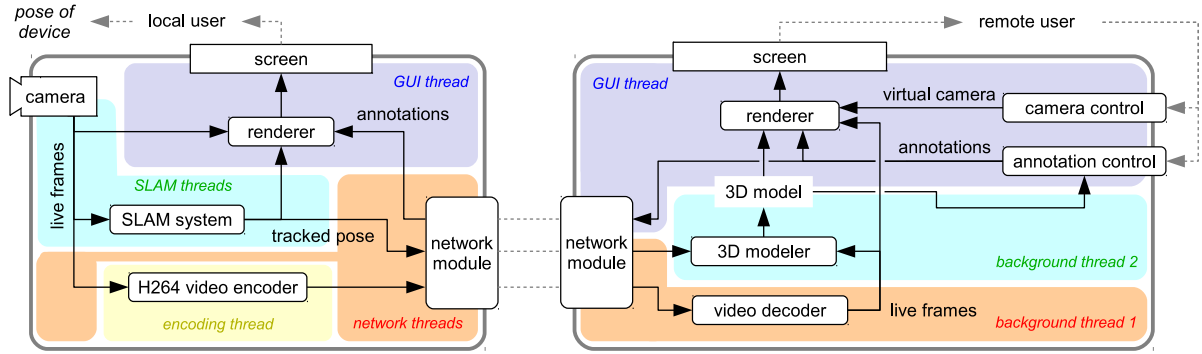 pose of
device
local user
screen
GUI thread
camera
annotations
renderer
live frames
SLAM threads
SLAM system
tracked pose
network
module
H264 video encoder
encoding thread
network threads
remote user
screen
GUI thread
virtual camera
camera control
renderer
annotations
annotation control
3D model
network
module
3D modeler
background thread 2
video decoder
live frames
background thread 1